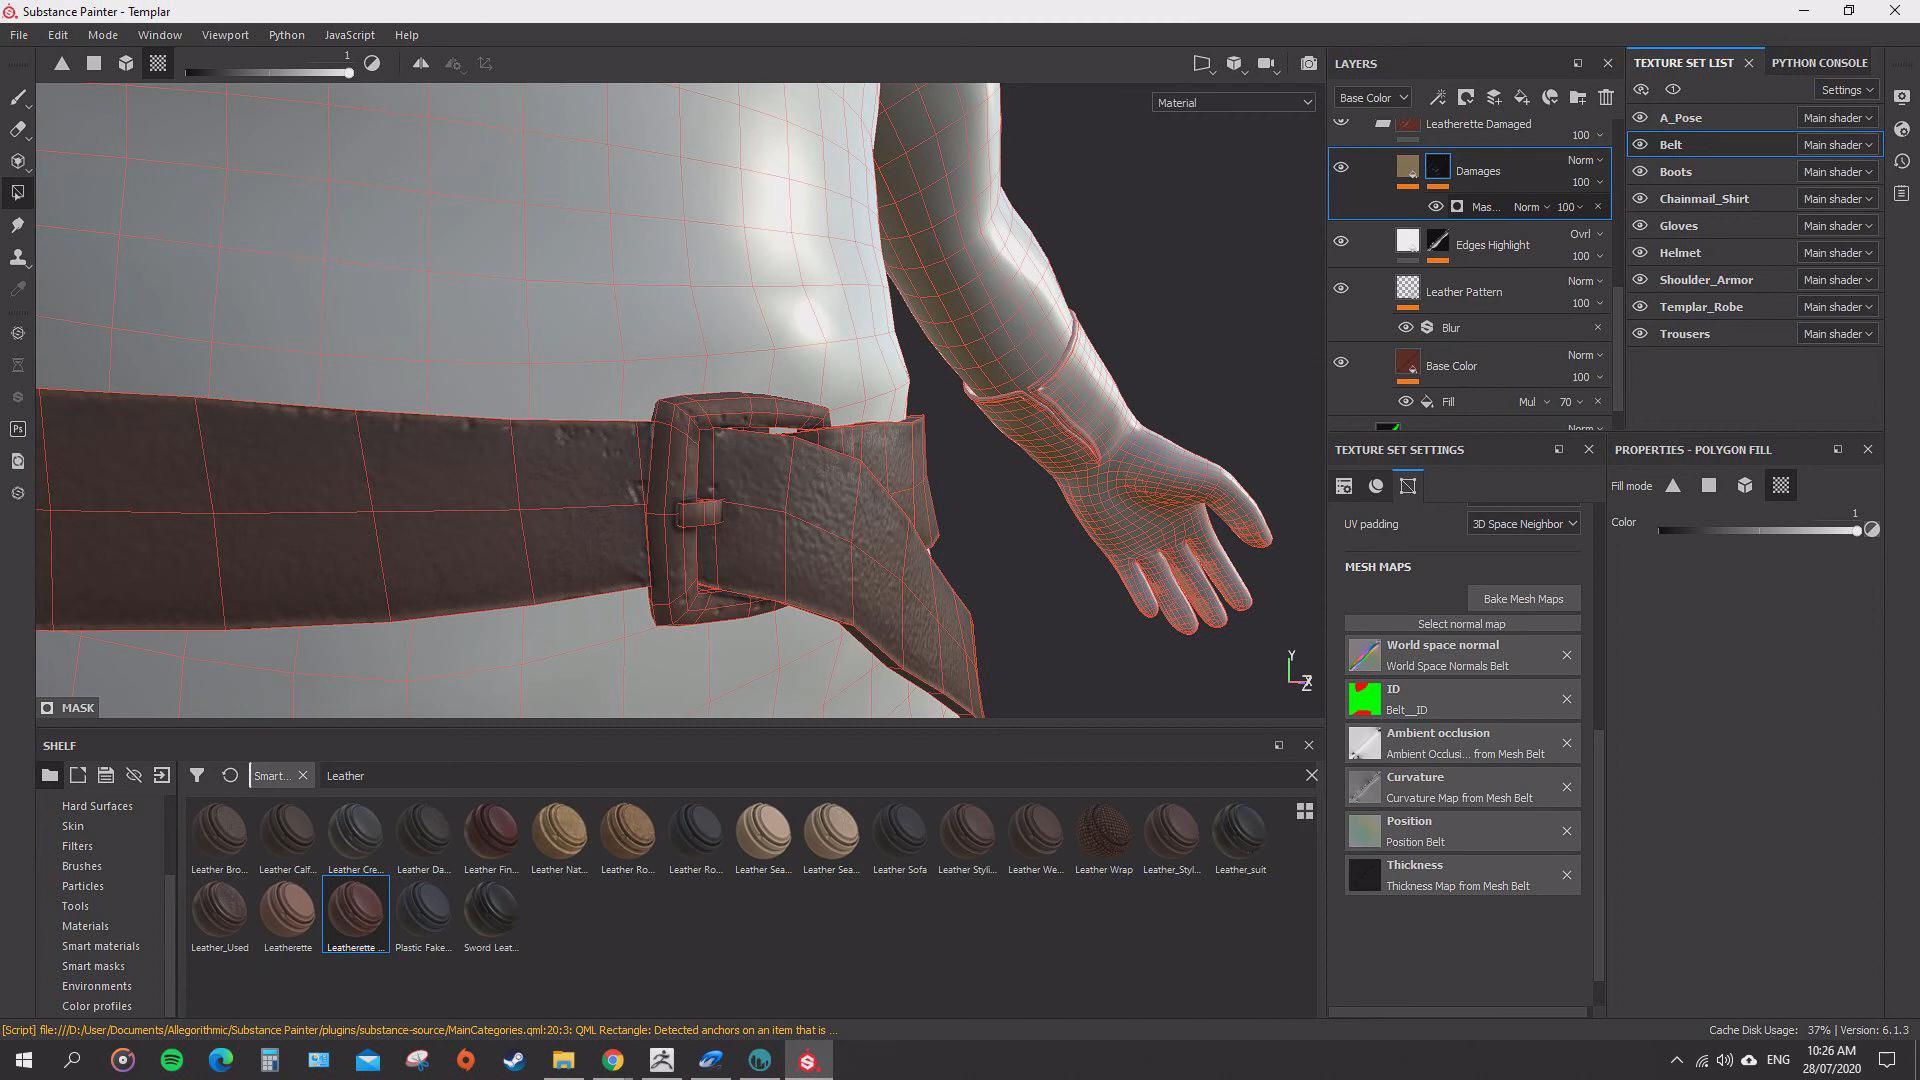 Substance Painter - Templar
File Edit Mode Window Viewport Python JavaScript Help
1
Material
LAYERS
Base Color
Leatherette Damaged
100
Damages
Norm
100
Mas... Norm 100
Edges Highlight
Ovrl
100
Leather Pattern
Norm
100
Blur
Base Color
Norm
100
Fill Mul 70
TEXTURE SET LIST
PYTHON CONSOLE
Settings
A_Pose Main shader
Belt Main shader
Boots Main shader
Chainmail_Shirt Main shader
Gloves Main shader
Helmet Main shader
Shoulder_Armor Main shader
Templar_Robe Main shader
Trousers Main shader
TEXTURE SET SETTINGS
UV padding 3D Space Neighbor
MESH MAPS
Bake Mesh Maps
Select normal map
World space normal
World Space Normals Belt
ID
Belt__ID
Ambient occlusion
Ambient Occlusi... from Mesh Belt
Curvature
Curvature Map from Mesh Belt
Position
Position Belt
Thickness
Thickness Map from Mesh Belt
PROPERTIES - POLYGON FILL
Fill mode
Color 1
Y
X
Z
Ps
MASK
SHELF
Smart...
Leather
Hard Surfaces
Skin
Filters
Brushes
Particles
Tools
Materials
Smart materials
Smart masks
Environments
Color profiles
Leather Bro... Leather Calf... Leather Cre... Leather Da... Leather Fin... Leather Nat... Leather Ro... Leather Ro... Leather Sea... Leather Sea... Leather Sofa Leather Styli... Leather We... Leather Wrap Leather_Styl... Leather_suit
Leather_Used Leatherette Leatherette ... Plastic Fake... Sword Leat...
[Script] file:///D:/User/Documents/Allegorithmic/Substance Painter/plugins/substance-source/MainCategories.qml:20:3: QML Rectangle: Detected anchors on an item that is ...
Cache Disk Usage: 37% | Version: 6.1.3
ENG
10:26 AM
28/07/2020